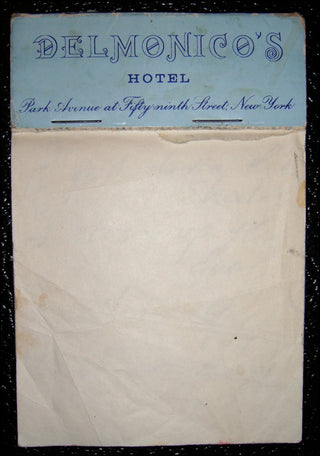 DELMONICO'S
HOTEL
Park Avenue at Fifty-ninth Street, New York